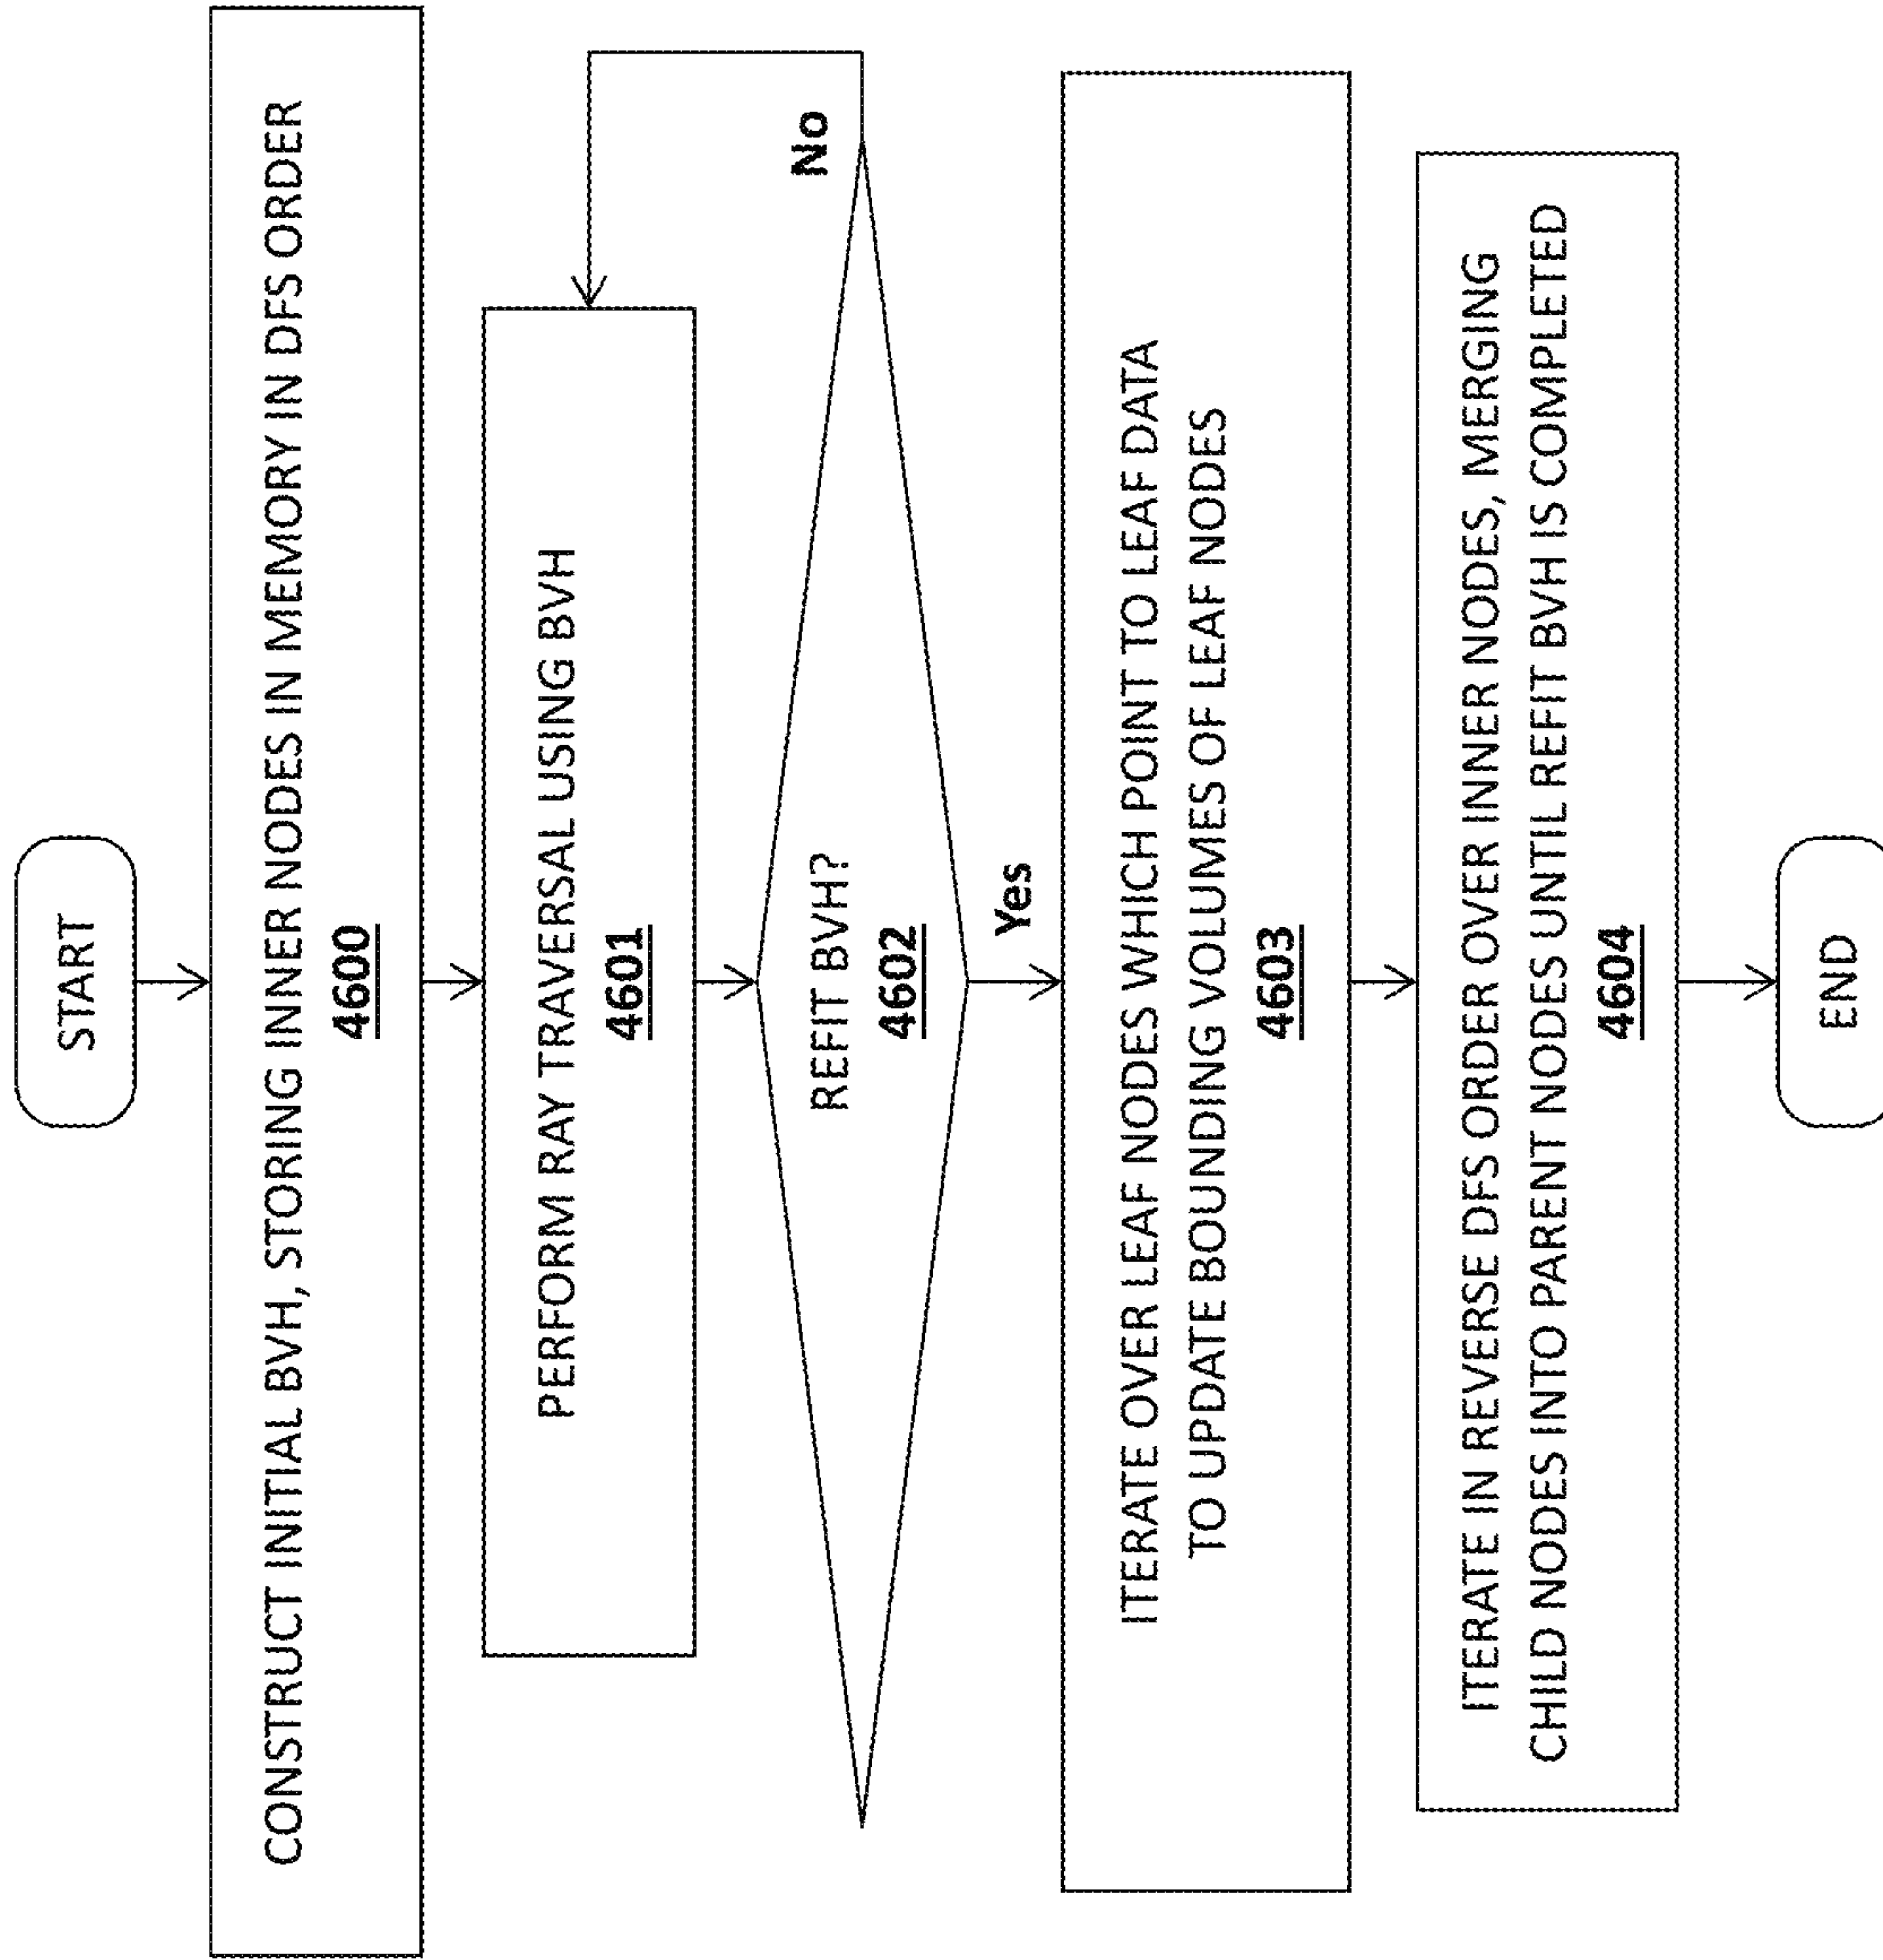 START
CONSTRUCT INITIAL BVH, STORING INNER NODES IN MEMORY IN DFS ORDER
4600
PERFORM RAY TRAVERSAL USING BVH
4601
REFIT BVH?
4602
No
Yes
ITERATE OVER LEAF NODES WHICH POINT TO LEAF DATA
TO UPDATE BOUNDING VOLUMES OF LEAF NODES
4603
ITERATE IN REVERSE DFS ORDER OVER INNER NODES, MERGING
CHILD NODES INTO PARENT NODES UNTIL REFIT BVH IS COMPLETED
4604
END